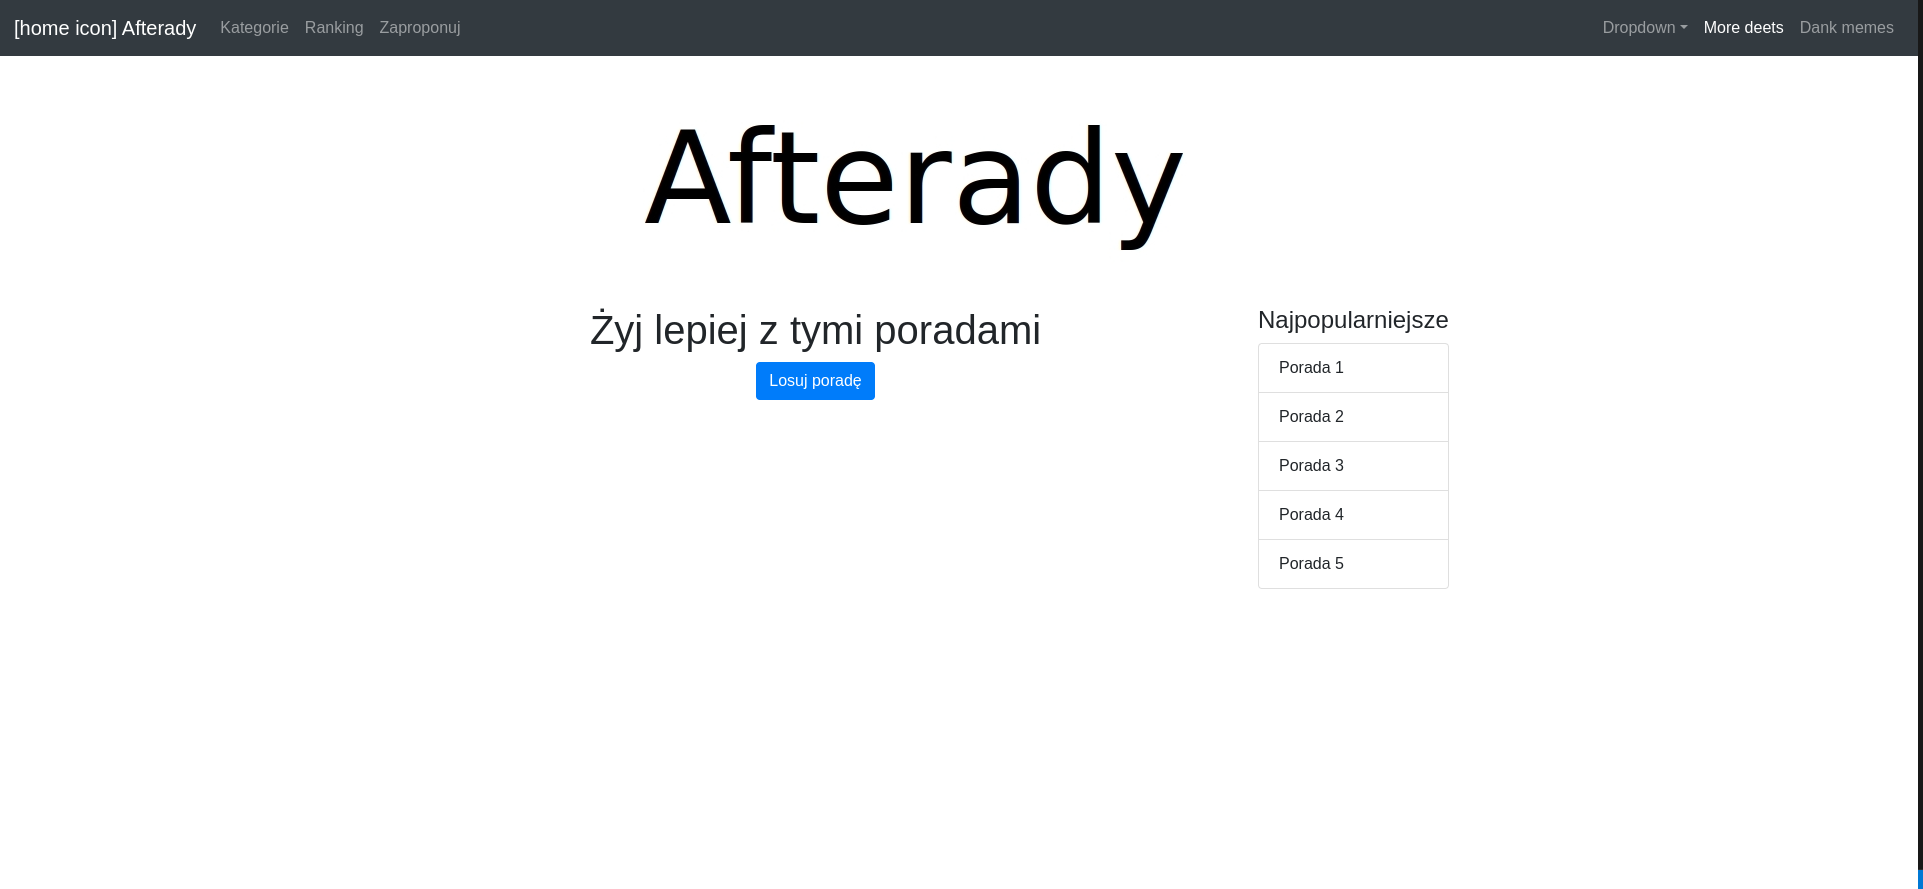 [home icon] Afterady Kategorie Ranking Zaproponuj Dropdown More deets Dank memes
Afterady
Żyj lepiej z tymi poradami
Losuj poradę
Najpopularniejsze
Porada 1
Porada 2
Porada 3
Porada 4
Porada 5